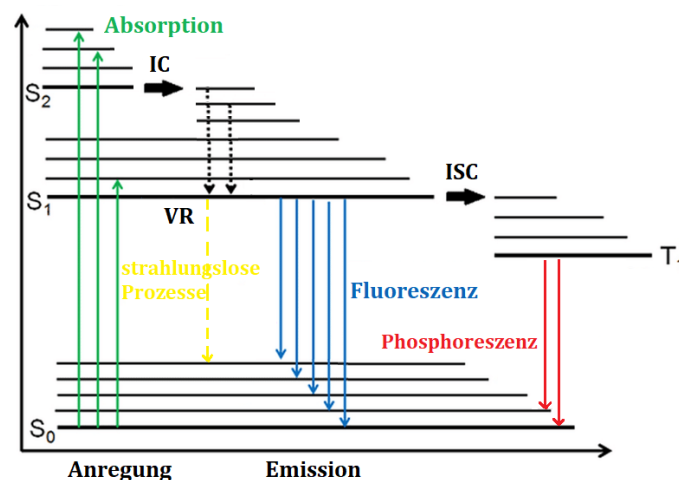 Absorption
IC
S2
ISC
S1
VR
T
strahlungslose
Prozesse
Fluoreszenz
Phosphoreszenz
S0
Anregung
Emission